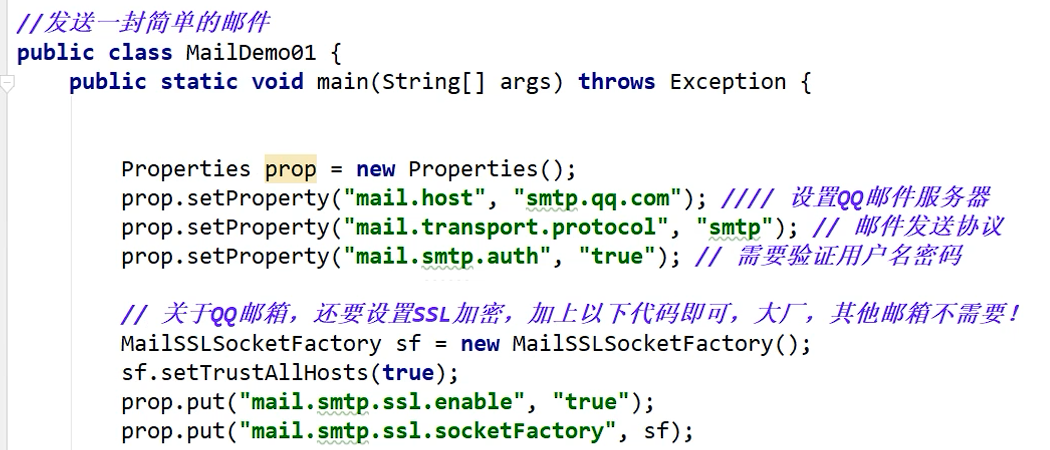 //发送一封简单的邮件
public class MailDemo01 {
public static void main(String[] args) throws Exception {
Properties prop = new Properties();
prop.setProperty("mail.host", "smtp.qq.com"); //// 设置QQ邮件服务器
prop.setProperty("mail.transport.protocol", "smtp"); // 邮件发送协议
prop.setProperty("mail.smtp.auth", "true"); // 需要验证用户名密码
// 关于QQ邮箱，还要设置SSL加密，加上以下代码即可，大厂，其他邮箱不需要！
MailSSLSocketFactory sf = new MailSSLSocketFactory();
sf.setTrustAllHosts(true);
prop.put("mail.smtp.ssl.enable", "true");
prop.put("mail.smtp.ssl.socketFactory", sf);